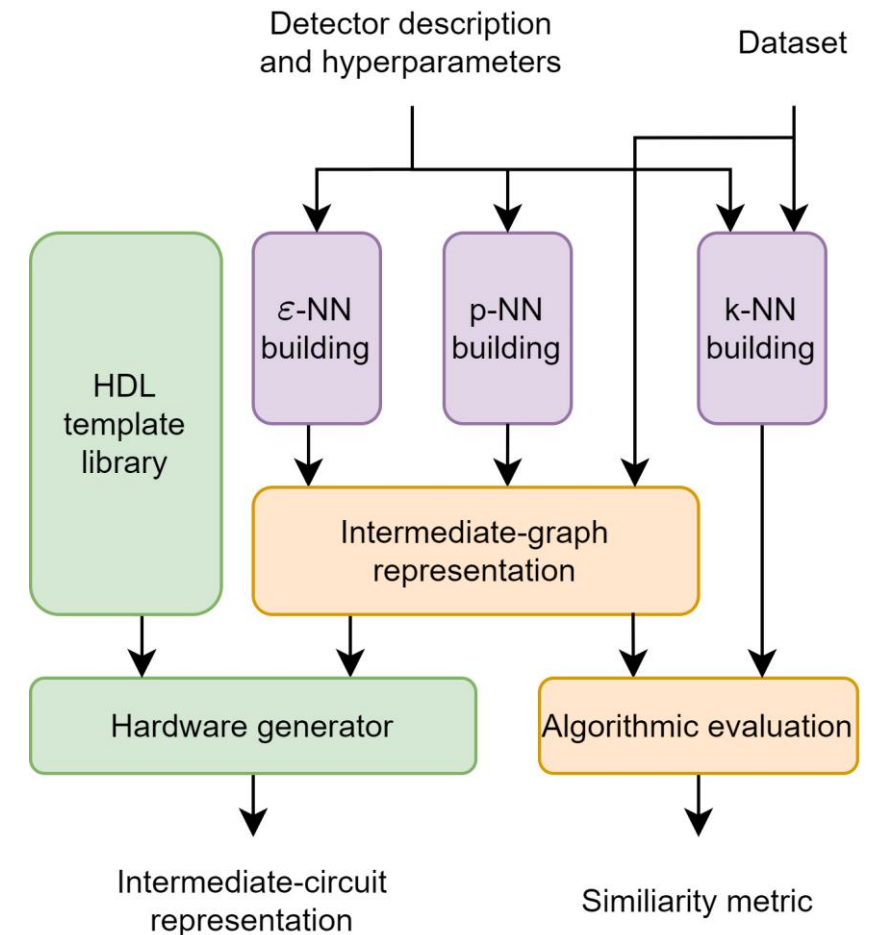 Detector description
and hyperparameters
Dataset
HDL
template
library
ε-NN
building
p-NN
building
k-NN
building
Intermediate-graph
representation
Hardware generator
Algorithmic evaluation
Intermediate-circuit
representation
Similiarity metric